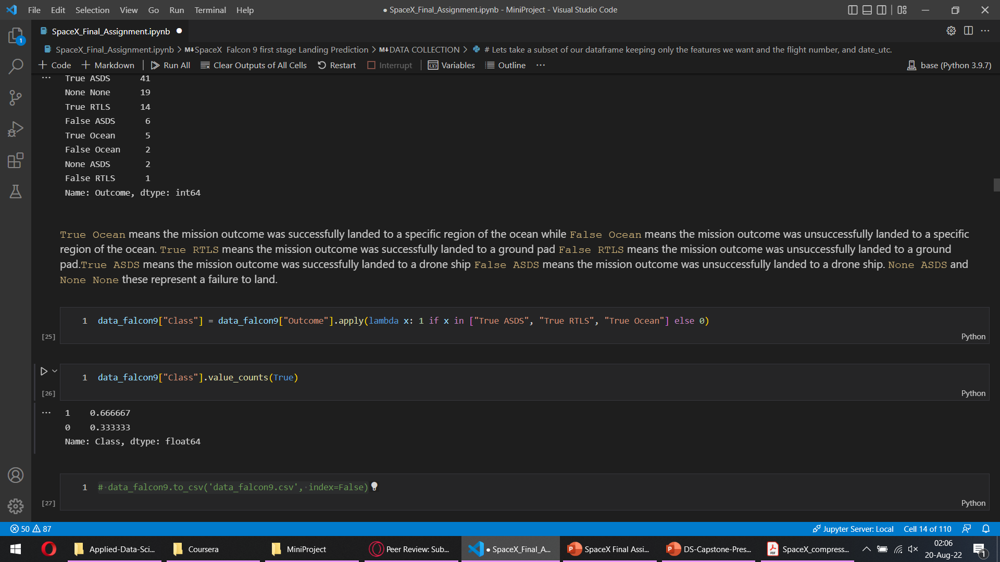 File Edit Selection View Go Run Terminal Help
● SpaceX_Final_Assignment.ipynb - MiniProject - Visual Studio Code
1
SpaceX_Final_Assignment.ipynb ●
SpaceX_Final_Assignment.ipynb > M↓SpaceX Falcon 9 first stage Landing Prediction > M↓DATA COLLECTION > # Lets take a subset of our dataframe keeping only the features we want and the flight number, and date_utc.
+ Code + Markdown | Run All Clear Outputs of All Cells Restart Interrupt | Variables Outline ···
base (Python 3.9.7)
··· True ASDS 41
None None 19
True RTLS 14
False ASDS 6
True Ocean 5
False Ocean 2
None ASDS 2
False RTLS 1
Name: Outcome, dtype: int64
True Ocean means the mission outcome was successfully landed to a specific region of the ocean while False Ocean means the mission outcome was unsuccessfully landed to a specific
region of the ocean. True RTLS means the mission outcome was successfully landed to a ground pad False RTLS means the mission outcome was unsuccessfully landed to a ground
pad.True ASDS means the mission outcome was successfully landed to a drone ship False ASDS means the mission outcome was unsuccessfully landed to a drone ship. None ASDS and
None None these represent a failure to land.
1 data_falcon9["Class"] = data_falcon9["Outcome"].apply(lambda x: 1 if x in ["True ASDS", "True RTLS", "True Ocean"] else 0)
[25]
Python
1 data_falcon9["Class"].value_counts(True)
[26]
Python
··· 1 0.666667
0 0.333333
Name: Class, dtype: float64
1 # data_falcon9.to_csv('data_falcon9.csv', index=False)
[27]
Python
50 87
Jupyter Server: Local Cell 14 of 110
Applied-Data-Sci... Coursera MiniProject Peer Review: Sub... ● SpaceX_Final_A... SpaceX Final Assi... DS-Capstone-Pres... SpaceX_compress...
02:06
20-Aug-22
1